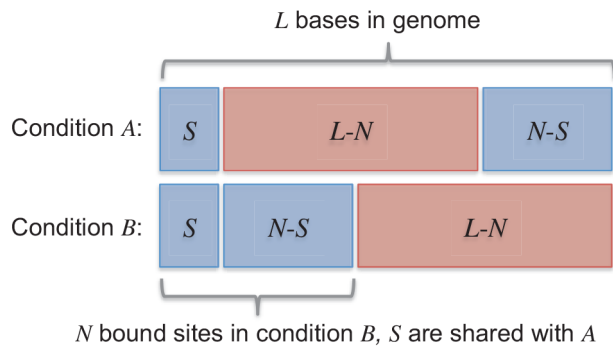 L bases in genome
Condition A: S L-N N-S
Condition B: S N-S L-N
N bound sites in condition B, S are shared with A